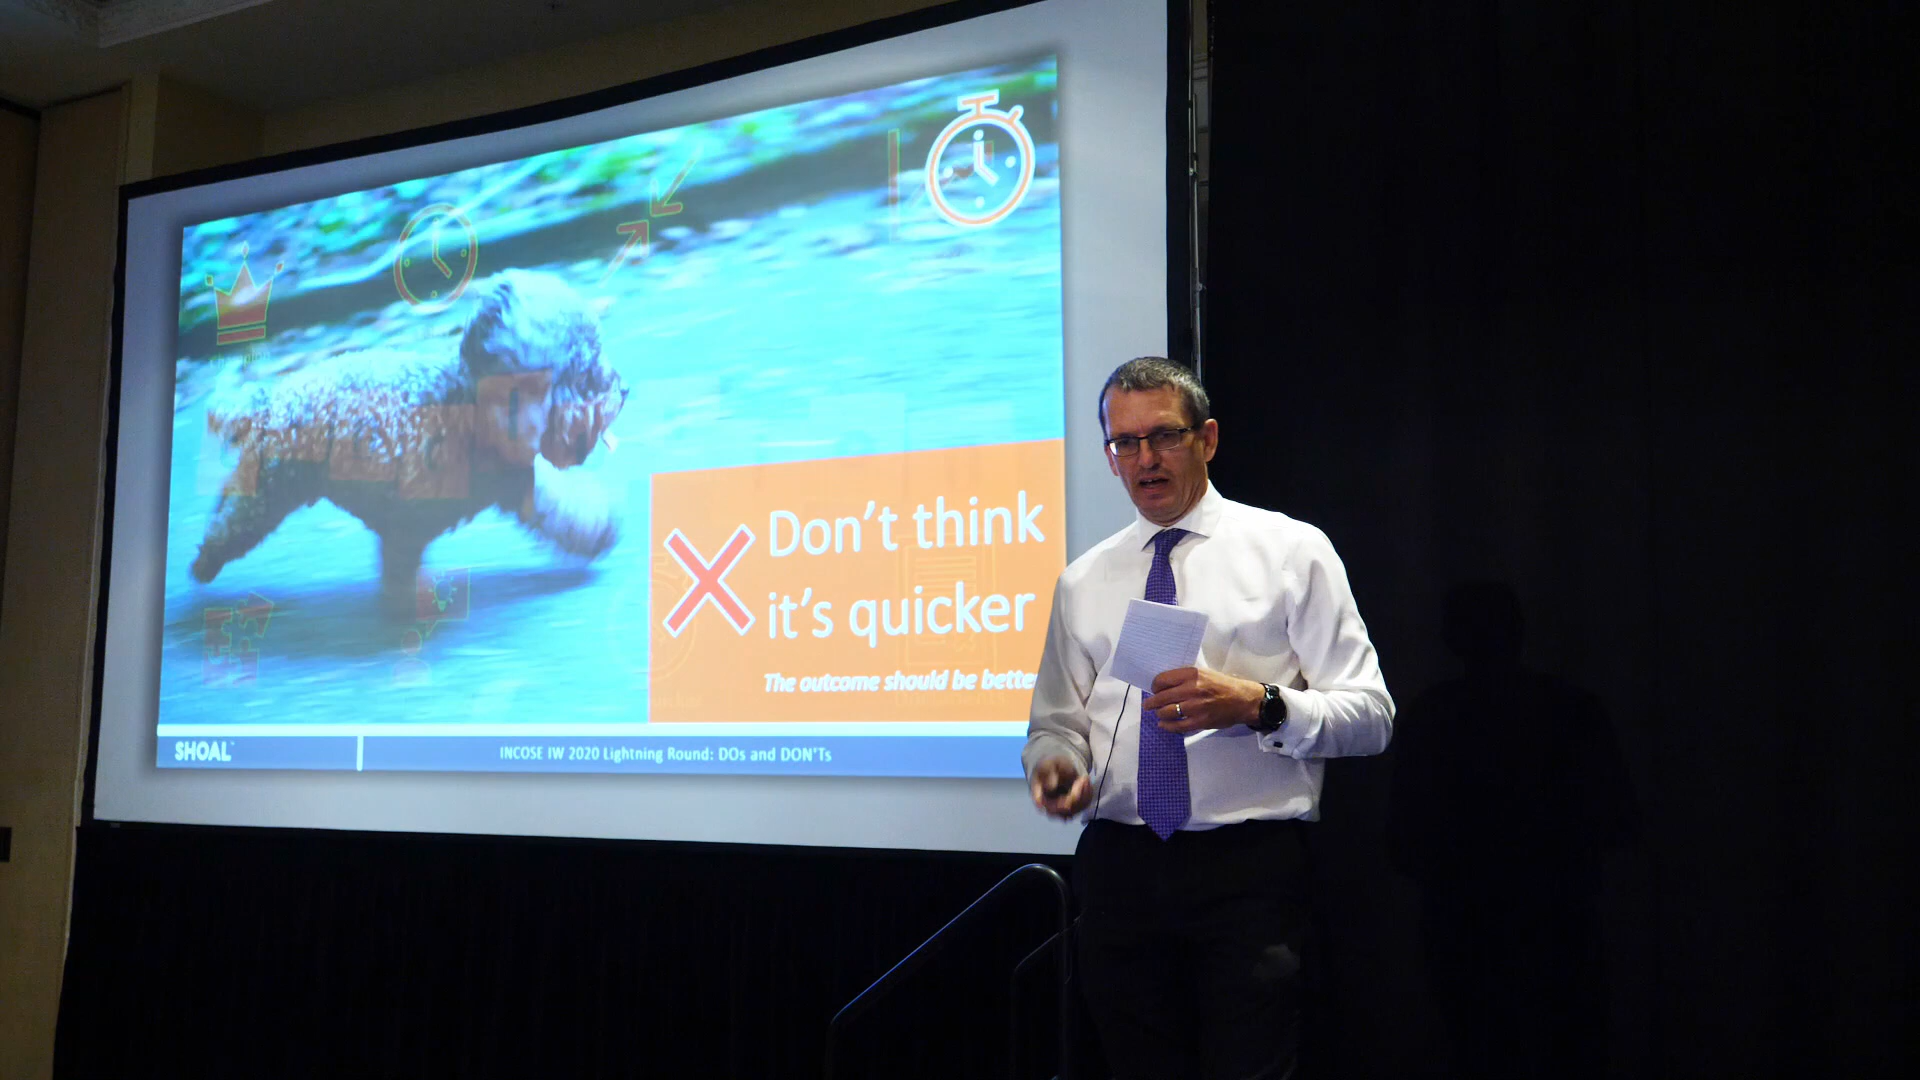 champion
Don't think
it's quicker
The outcome should be bette
SHOAL
INCOSE IW 2020 Lightning Round: DOs and DON'Ts